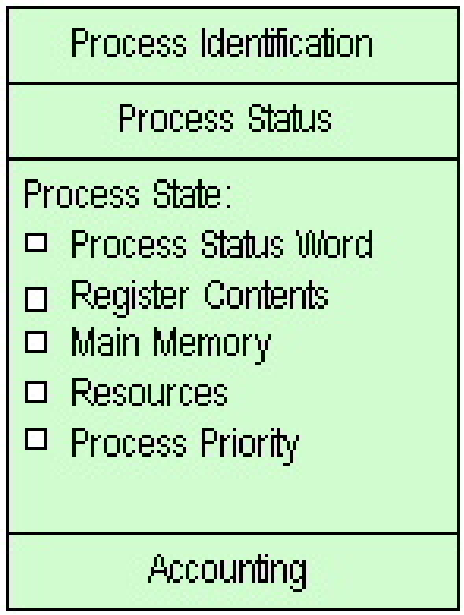 Process Identification
Process Status
Process State:
Process Status Word
Register Contents
Main Memory
Resources
Process Priority
Accounting